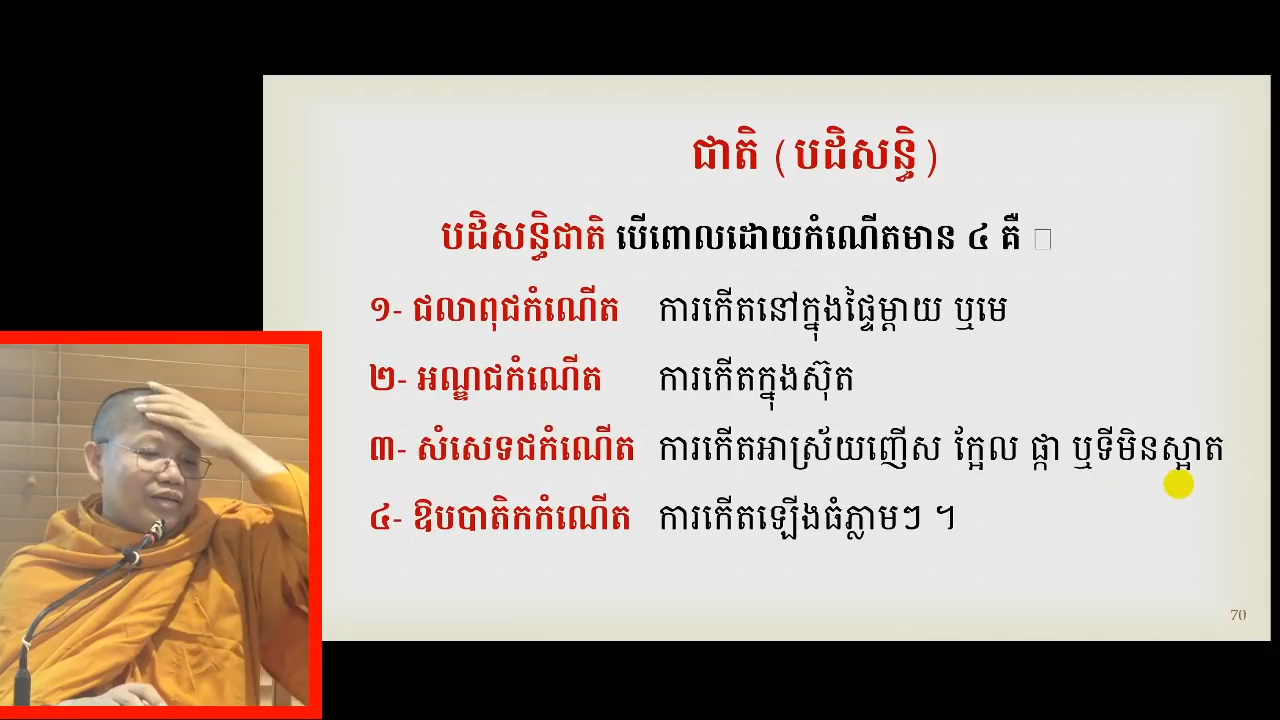 ជាតិ (បដិសន្ធិ)
បដិសន្ធិជាតិ បើពោលដោយកំណើតមាន ៤ គឺ
១- ជលាពុជកំណើត ការកើតនៅក្នុងផ្ទៃម្តាយ ឬមេ
២- អណ្ឌជកំណើត ការកើតក្នុងស៊ុត
៣- សំសេទជកំណើត ការកើតអាស្រ័យញើស ក្អែល ផ្កា ឬទីមិនស្អាត
៤- ឱបបាតិកកំណើត ការកើតឡើងធំភ្លាមៗ ។
70